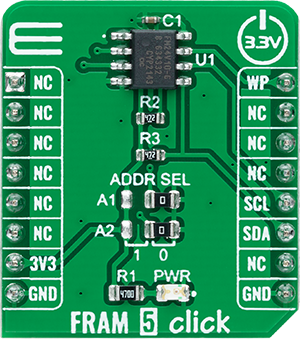 C1
3.3V
U1
NC WP
R2
NC NC
R3
NC NC
ADDR SEL
NC NC
A1
NC SCL
A2
NC SDA
1 0
3V3 NC
R1 PWR
4700
GND GND
FRAM 5 click